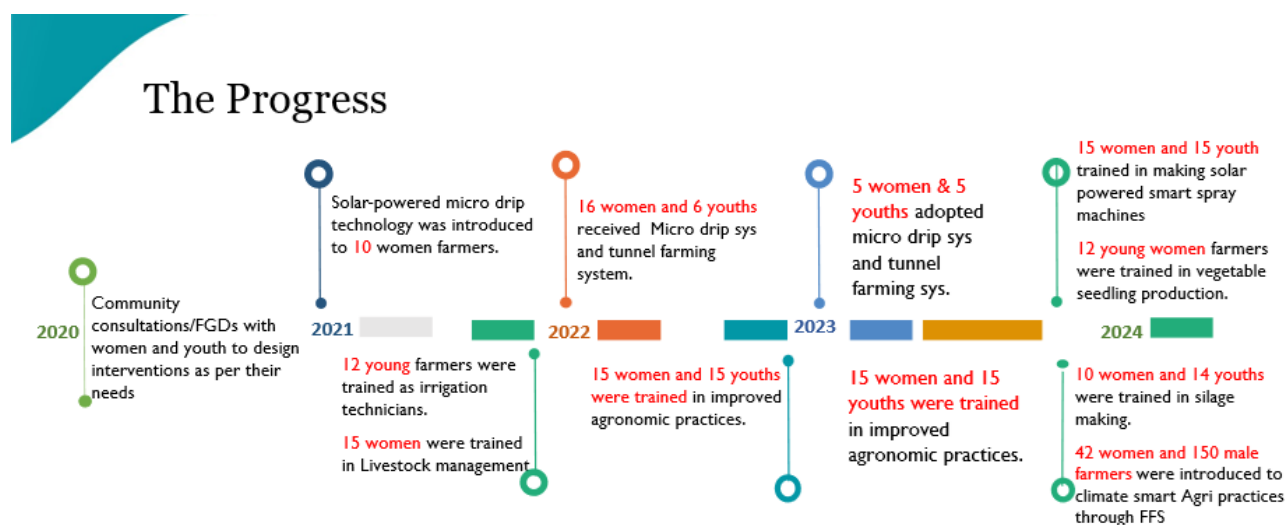 The Progress
2020
Community
consultations/FGDs with
women and youth to design
interventions as per their
needs
Solar-powered micro drip
technology was introduced
to 10 women farmers.
2021
12 young farmers were
trained as irrigation
technicians.
15 women were trained
in Livestock management
16 women and 6 youths
received Micro drip sys
and tunnel farming
system.
2022
15 women and 15 youths
were trained in improved
agronomic practices.
5 women & 5
youths adopted
micro drip sys
and tunnel
farming sys.
2023
15 women and 15
youths were trained
in improved
agronomic practices.
15 women and 15 youth
trained in making solar
powered smart spray
machines
12 young women farmers
were trained in vegetable
seedling production.
2024
10 women and 14 youths
were trained in silage
making.
42 women and 150 male
farmers were introduced to
climate smart Agri practices
through FFS